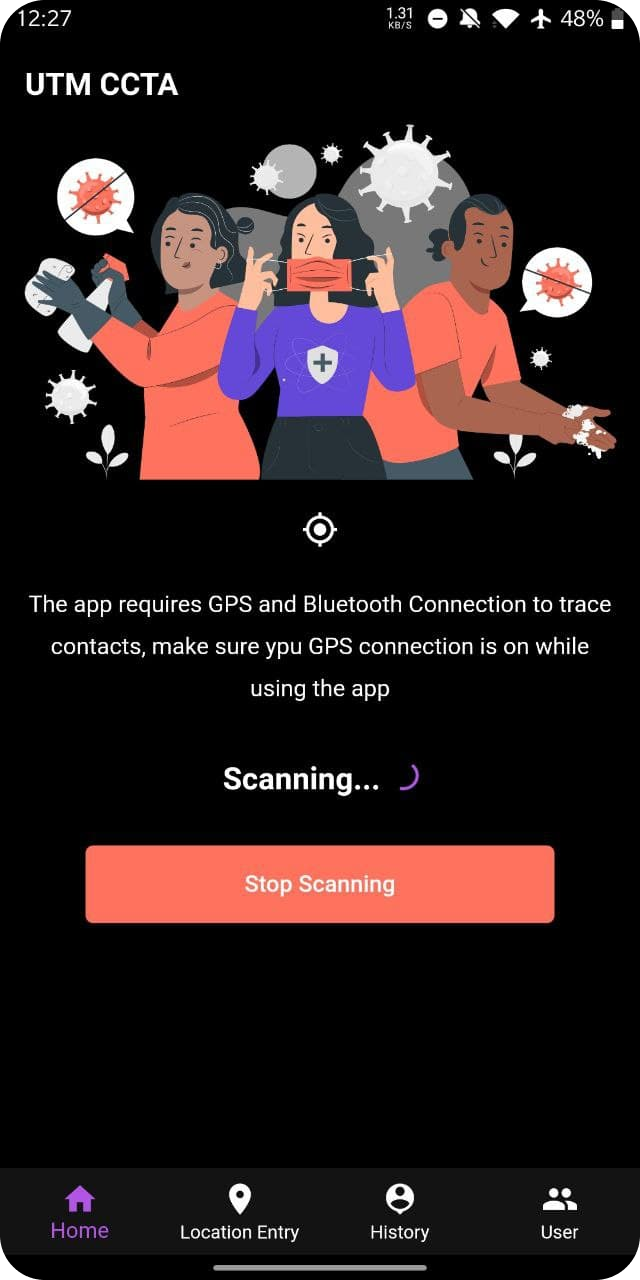 12:27
1.31
KB/S
48%
UTM CCTA
The app requires GPS and Bluetooth Connection to trace
contacts, make sure ypu GPS connection is on while
using the app
Scanning...
Stop Scanning
Home
Location Entry
History
User